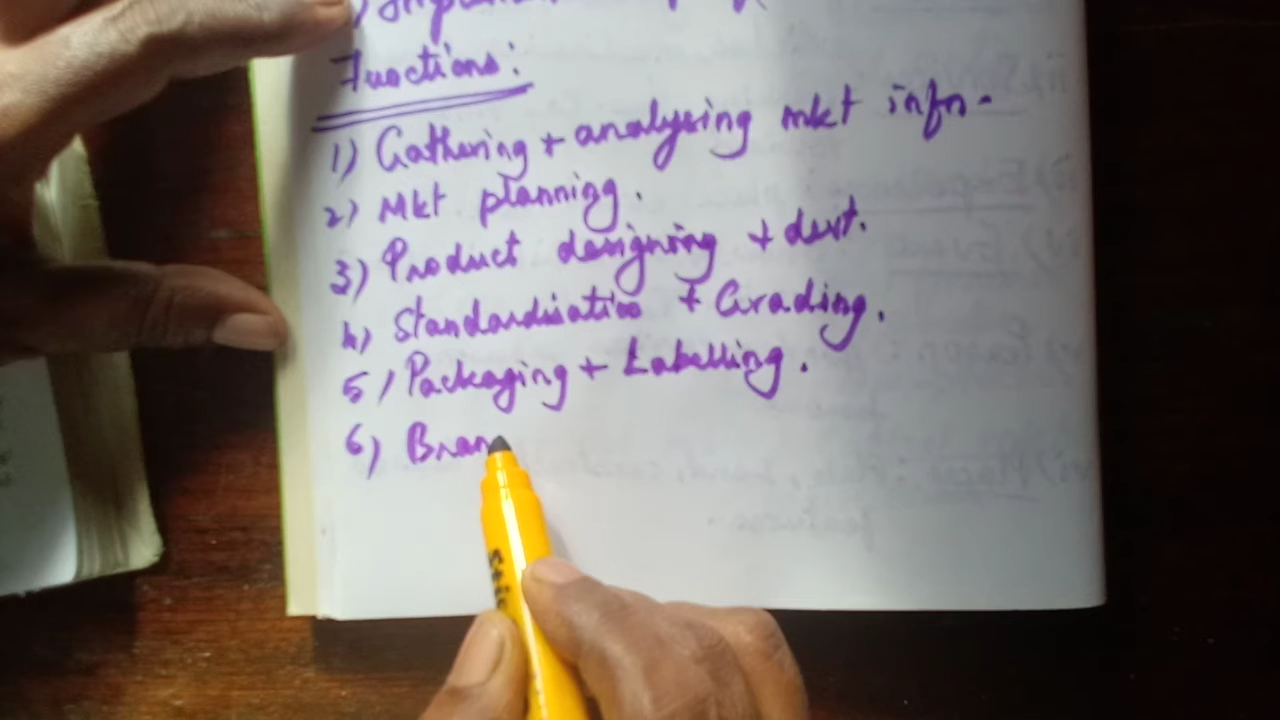 Functions:
1) Gathering + analysing mkt infn.
2) Mkt planning.
3) Product designing + devt.
4) Standardisation + Grading.
5) Packaging + Labelling.
6) Bran